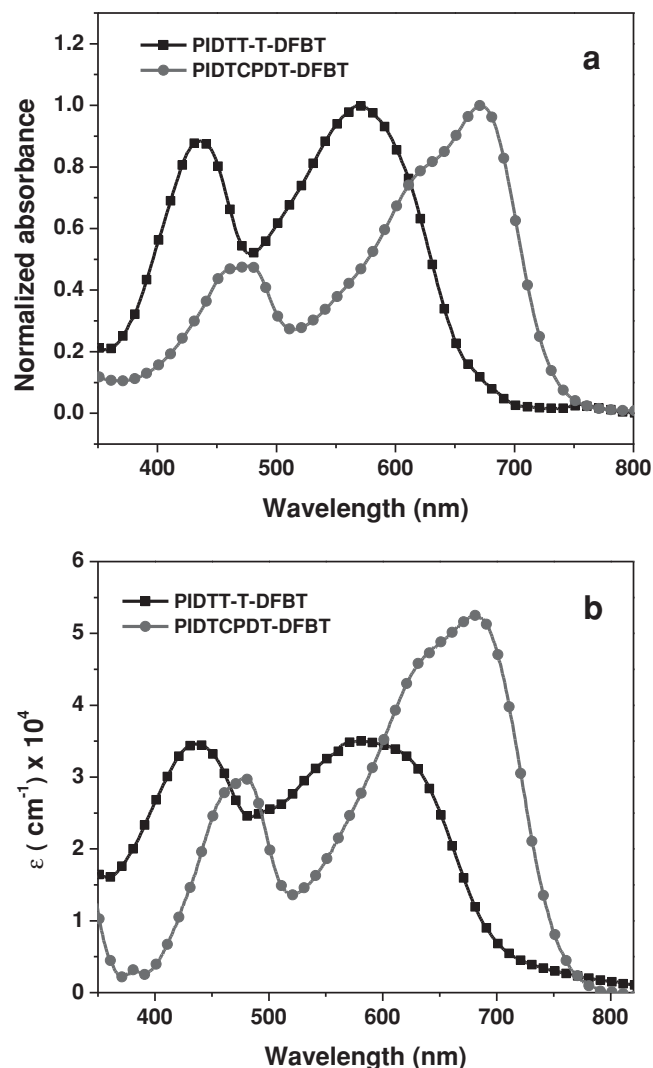 a
PIDTT-T-DFBT
PIDTCPDT-DFBT
1.2
1.0
0.8
0.6
0.4
0.2
0.0
Normalized absorbance
400 500 600 700 800
Wavelength (nm)
b
PIDTT-T-DFBT
PIDTCPDT-DFBT
6
5
4
3
2
1
0
ε ( cm⁻¹) x 10⁴
400 500 600 700 800
Wavelength (nm)